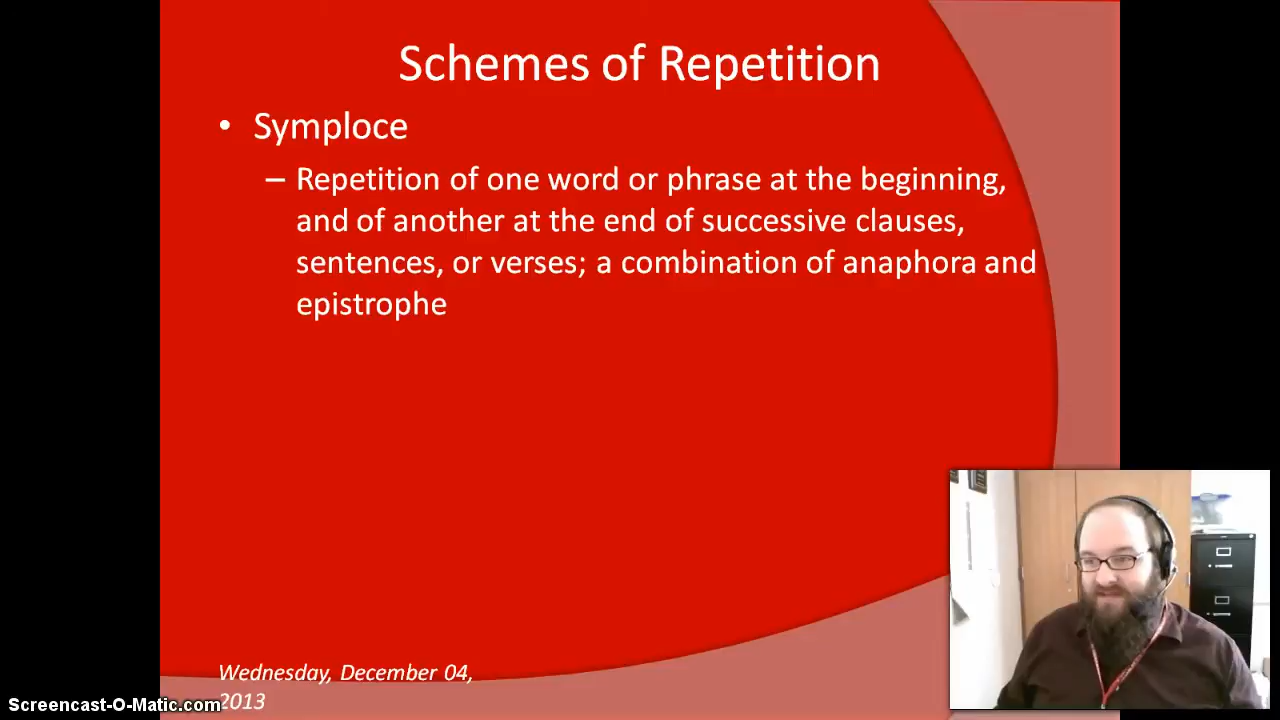 Schemes of Repetition
• Symploce
– Repetition of one word or phrase at the beginning,
and of another at the end of successive clauses,
sentences, or verses; a combination of anaphora and
epistrophe
Wednesday, December 04,
2013
Screencast-O-Matic.com